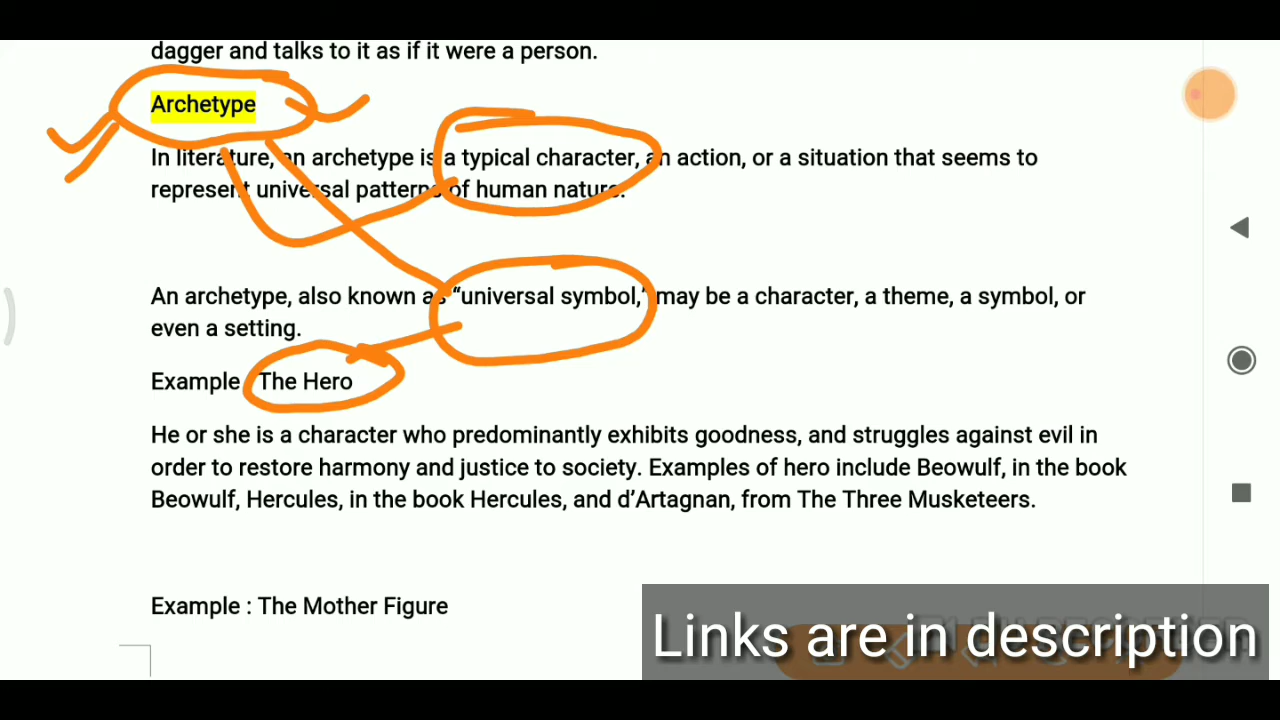 dagger and talks to it as if it were a person.
Archetype
In literature, an archetype is a typical character, an action, or a situation that seems to
represent universal patterns of human nature.
An archetype, also known as “universal symbol,” may be a character, a theme, a symbol, or
even a setting.
Example : The Hero
He or she is a character who predominantly exhibits goodness, and struggles against evil in
order to restore harmony and justice to society. Examples of hero include Beowulf, in the book
Beowulf, Hercules, in the book Hercules, and d’Artagnan, from The Three Musketeers.
Example : The Mother Figure
Links are in description